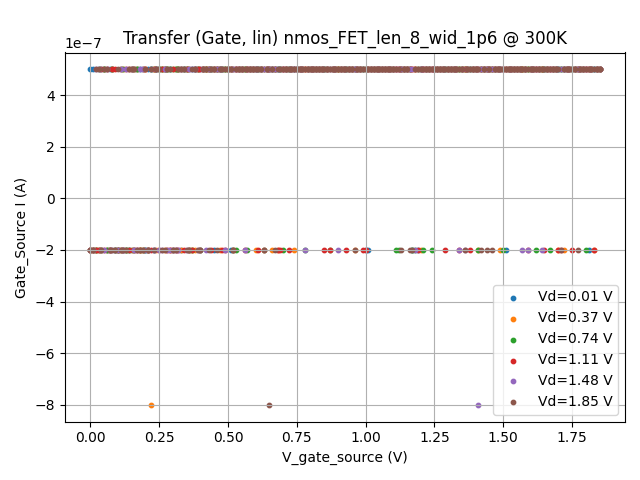 Transfer (Gate, lin) nmos_FET_len_8_wid_1p6 @ 300K
1e−7
4
2
0
−2
−4
−6
−8
Gate_Source I (A)
0.00 0.25 0.50 0.75 1.00 1.25 1.50 1.75
V_gate_source (V)
Vd=0.01 V
Vd=0.37 V
Vd=0.74 V
Vd=1.11 V
Vd=1.48 V
Vd=1.85 V